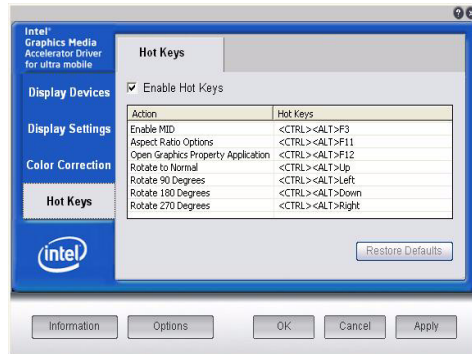 Intel®
Graphics Media
Accelerator Driver
for ultra mobile
Display Devices
Display Settings
Color Correction
Hot Keys
intel
Hot Keys
Enable Hot Keys
Action Hot Keys
Enable MID <CTRL><ALT>F3
Aspect Ratio Options <CTRL><ALT>F11
Open Graphics Property Application <CTRL><ALT>F12
Rotate to Normal <CTRL><ALT>Up
Rotate 90 Degrees <CTRL><ALT>Left
Rotate 180 Degrees <CTRL><ALT>Down
Rotate 270 Degrees <CTRL><ALT>Right
Restore Defaults
Information Options OK Cancel Apply